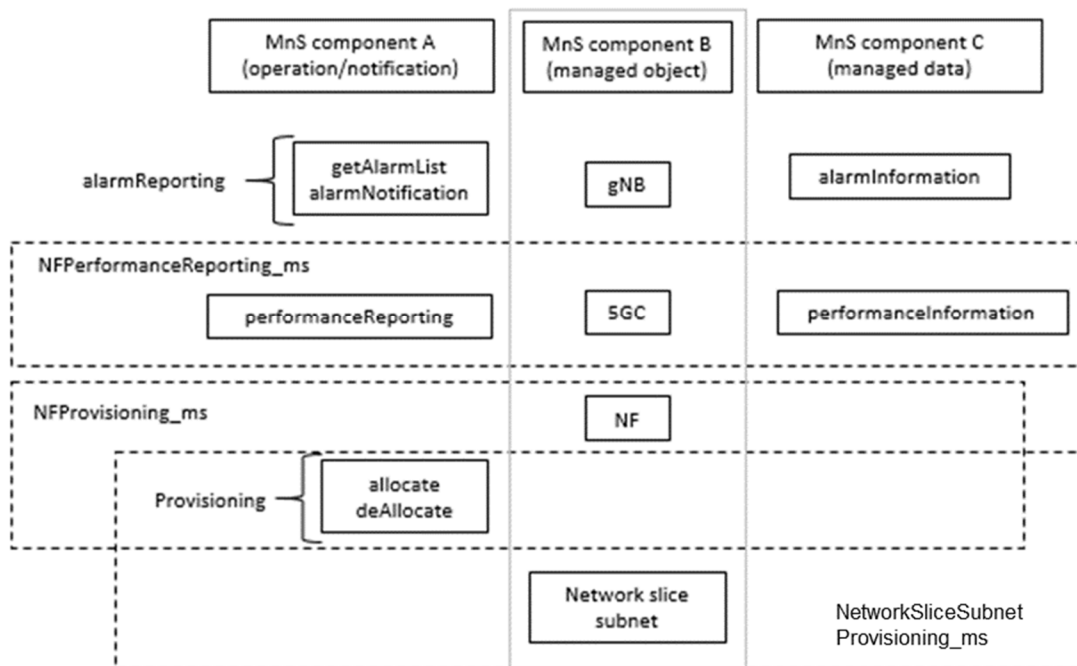 MnS component A
(operation/notification)
MnS component B
(managed object)
MnS component C
(managed data)
alarmReporting
getAlarmList
alarmNotification
gNB
alarmInformation
NFPerformanceReporting_ms
performanceReporting
5GC
performanceInformation
NFProvisioning_ms
NF
Provisioning
allocate
deAllocate
Network slice
subnet
NetworkSliceSubnet
Provisioning_ms